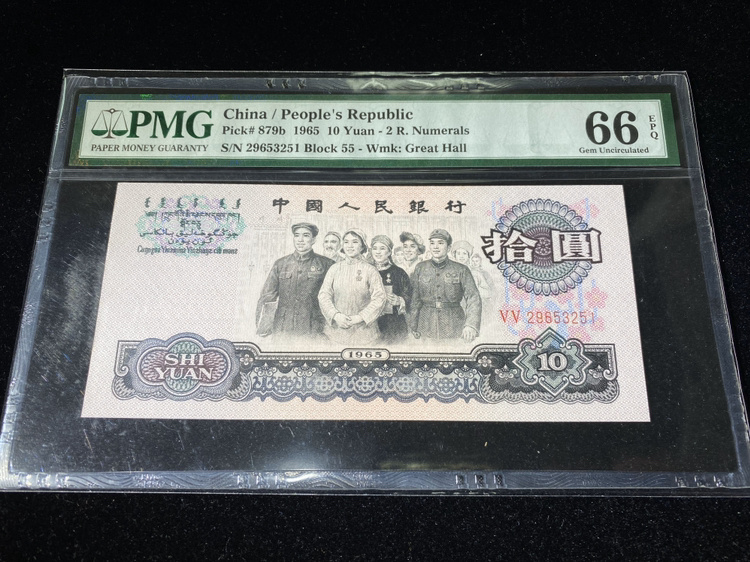 PMG
PAPER MONEY GUARANTY
China / People's Republic
Pick# 879b 1965 10 Yuan - 2 R. Numerals
S/N 29653251 Block 55 - Wmk: Great Hall
66 EPQ
Gem Uncirculated
中國人民銀行
拾圓
VV 29653251
1965
SHI
YUAN
10